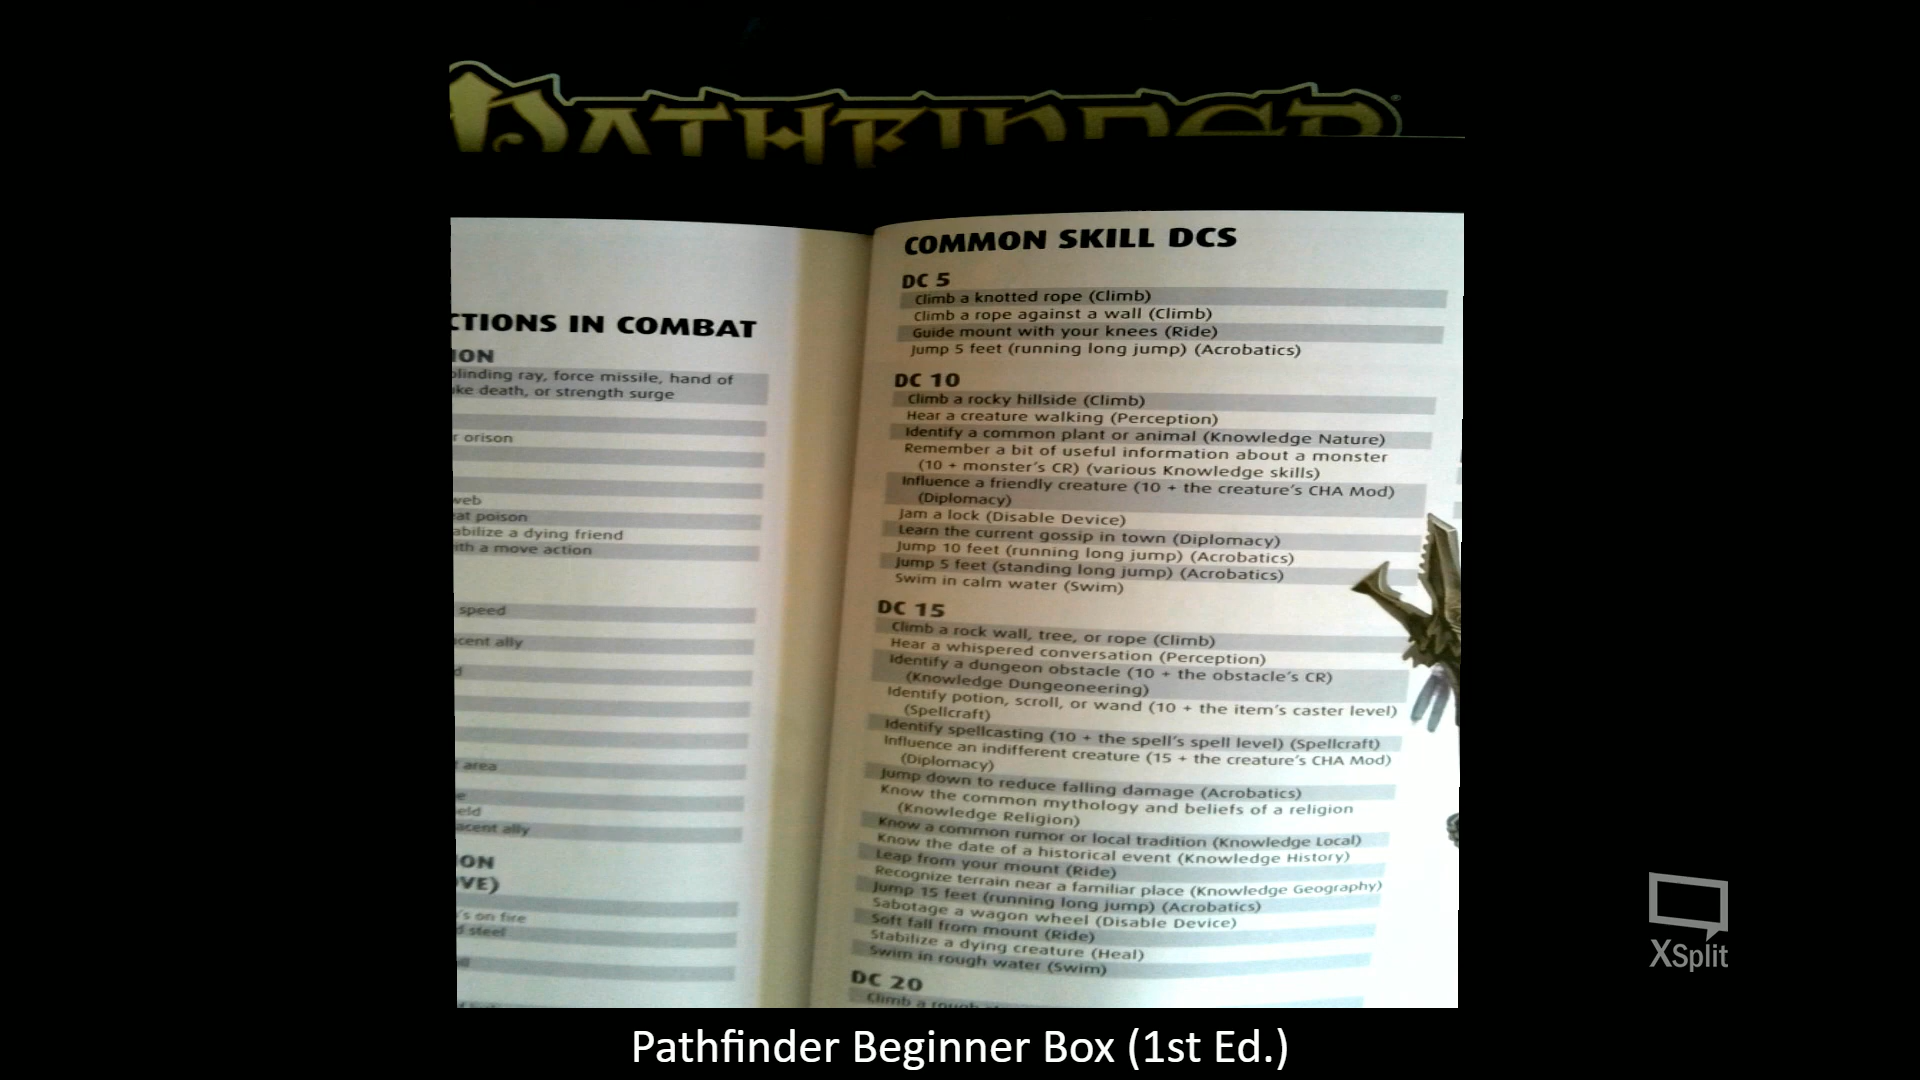 PATHFINDER
CTIONS IN COMBAT
ION
blinding ray, force missile, hand of
ke death, or strength surge
r orison
web
at poison
abilize a dying friend
ith a move action
speed
cent ally
d
area
e
eld
acent ally
ION
OVE)
's on fire
d steel
COMMON SKILL DCS
DC 5
Climb a knotted rope (Climb)
Climb a rope against a wall (Climb)
Guide mount with your knees (Ride)
Jump 5 feet (running long jump) (Acrobatics)
DC 10
Climb a rocky hillside (Climb)
Hear a creature walking (Perception)
Identify a common plant or animal (Knowledge Nature)
Remember a bit of useful information about a monster
(10 + monster's CR) (various Knowledge skills)
Influence a friendly creature (10 + the creature's CHA Mod)
(Diplomacy)
Jam a lock (Disable Device)
Learn the current gossip in town (Diplomacy)
Jump 10 feet (running long jump) (Acrobatics)
Jump 5 feet (standing long jump) (Acrobatics)
Swim in calm water (Swim)
DC 15
Climb a rock wall, tree, or rope (Climb)
Hear a whispered conversation (Perception)
Identify a dungeon obstacle (10 + the obstacle's CR)
(Knowledge Dungeoneering)
Identify potion, scroll, or wand (10 + the item's caster level)
(Spellcraft)
Identify spellcasting (10 + the spell's spell level) (Spellcraft)
Influence an indifferent creature (15 + the creature's CHA Mod)
(Diplomacy)
Jump down to reduce falling damage (Acrobatics)
Know the common mythology and beliefs of a religion
(Knowledge Religion)
Know a common rumor or local tradition (Knowledge Local)
Know the date of a historical event (Knowledge History)
Leap from your mount (Ride)
Recognize terrain near a familiar place (Knowledge Geography)
Jump 15 feet (running long jump) (Acrobatics)
Sabotage a wagon wheel (Disable Device)
Soft fall from mount (Ride)
Stabilize a dying creature (Heal)
Swim in rough water (Swim)
DC 20
Climb a rough
XSplit
Pathfinder Beginner Box (1st Ed.)